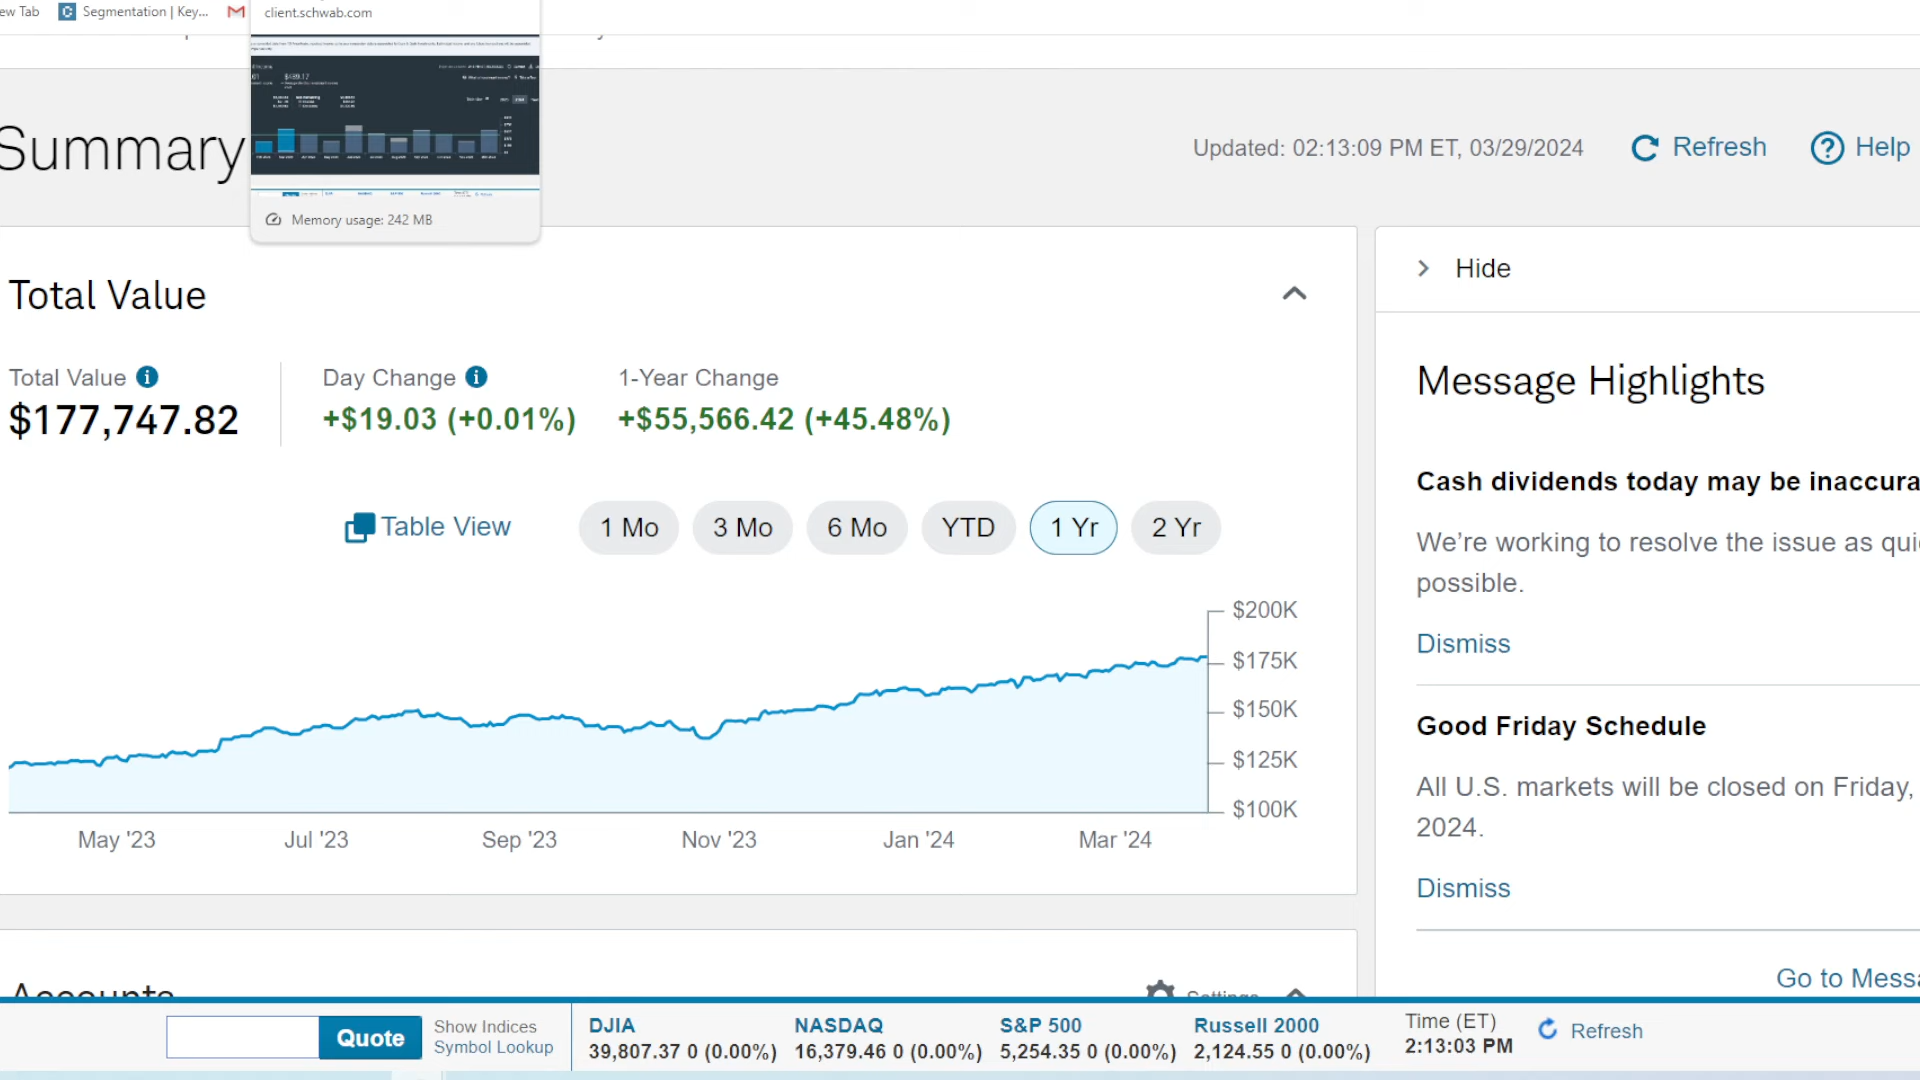 ew Tab
Segmentation | Key...
client.schwab.com
$489.17
Memory usage: 242 MB
Summary
Updated: 02:13:09 PM ET, 03/29/2024
Refresh
Help
Total Value
Total Value
$177,747.82
Day Change
+$19.03 (+0.01%)
1-Year Change
+$55,566.42 (+45.48%)
Table View
1 Mo
3 Mo
6 Mo
YTD
1 Yr
2 Yr
$200K
$175K
$150K
$125K
$100K
May '23
Jul '23
Sep '23
Nov '23
Jan '24
Mar '24
Hide
Message Highlights
Cash dividends today may be inaccura
We’re working to resolve the issue as qui
possible.
Dismiss
Good Friday Schedule
All U.S. markets will be closed on Friday,
2024.
Dismiss
Go to Messa
Accounts
Settings
Quote
Show Indices
Symbol Lookup
DJIA
39,807.37 0 (0.00%)
NASDAQ
16,379.46 0 (0.00%)
S&P 500
5,254.35 0 (0.00%)
Russell 2000
2,124.55 0 (0.00%)
Time (ET)
2:13:03 PM
Refresh